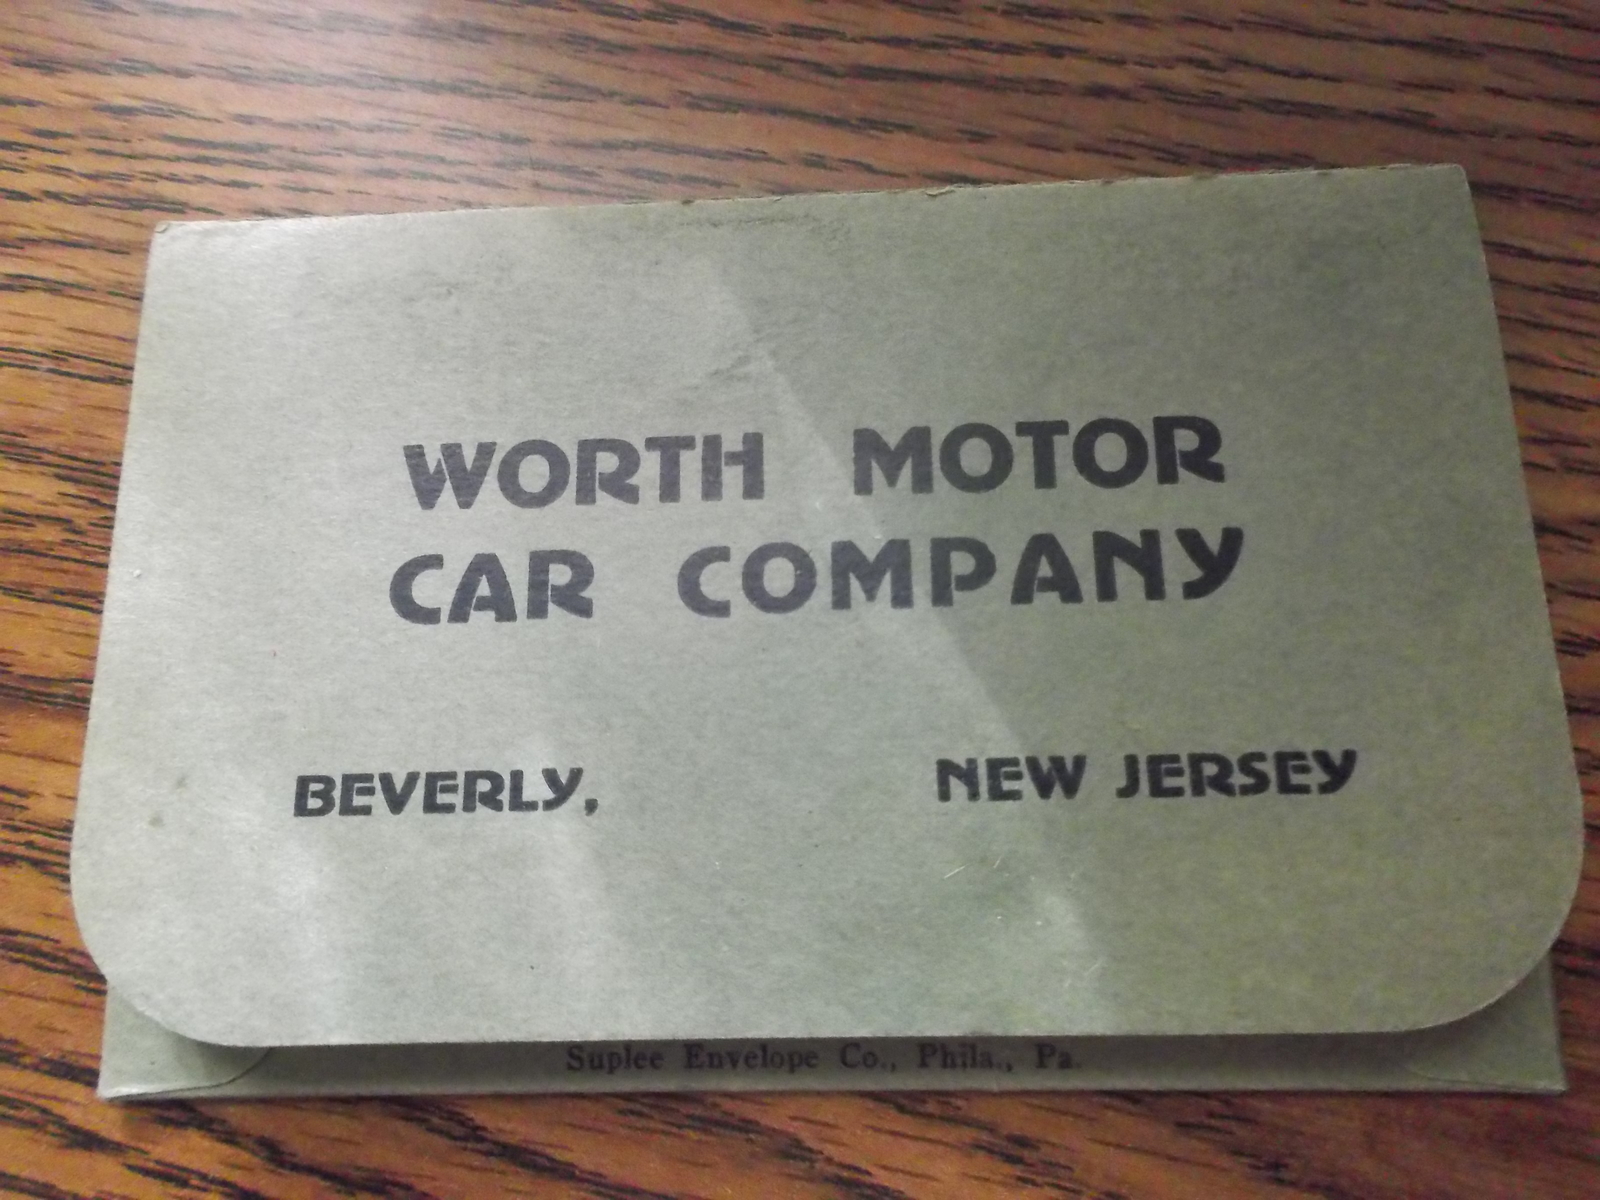 WORTH MOTOR
CAR COMPANY
BEVERLY, NEW JERSEY
Suplee Envelope Co., Phila., Pa.